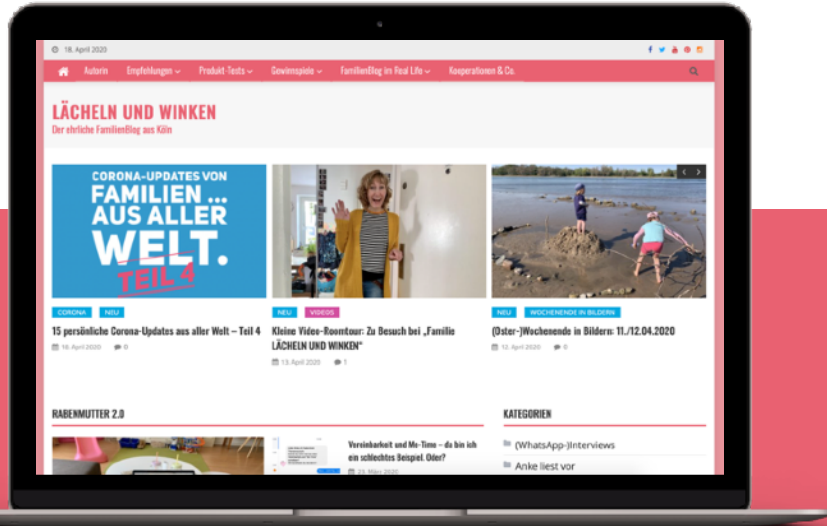 18. April 2020
Autorin Empfehlungen Produkt-Tests Gewinnspiele FamilienBlog im Real Life Kooperationen & Co.
LÄCHELN UND WINKEN
Der ehrliche FamilienBlog aus Köln
CORONA-UPDATES VON
FAMILIEN ...
AUS ALLER
WELT.
TEIL 4
CORONA NEU
15 persönliche Corona-Updates aus aller Welt – Teil 4
16. April 2020 0
NEU VIDEOS
Kleine Video-Roomtour: Zu Besuch bei „Familie
LÄCHELN UND WINKEN“
13. April 2020 1
NEU WOCHENENDE IN BILDERN
(Oster-)Wochenende in Bildern: 11./12.04.2020
12. April 2020 0
RABENMUTTER 2.0
Vereinbarkeit und Me-Time – da bin ich
ein schlechtes Beispiel. Oder?
23. März 2020
KATEGORIEN
(WhatsApp-)Interviews
Anke liest vor